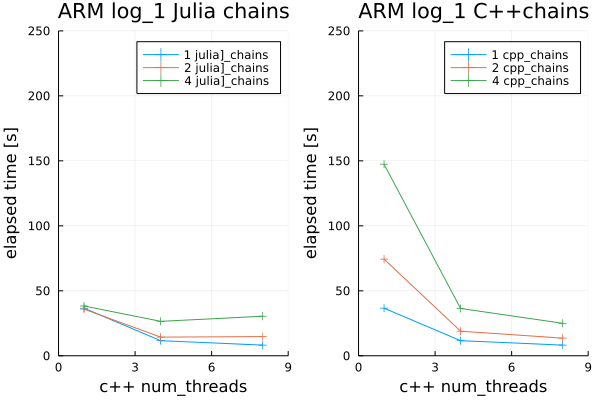 ARM log_1 Julia chains
250
200
150
100
50
0
0 3 6 9
elapsed time [s]
c++ num_threads
1 julia]_chains
2 julia]_chains
4 julia]_chains
ARM log_1 C++chains
250
200
150
100
50
0
0 3 6 9
elapsed time [s]
c++ num_threads
1 cpp_chains
2 cpp_chains
4 cpp_chains